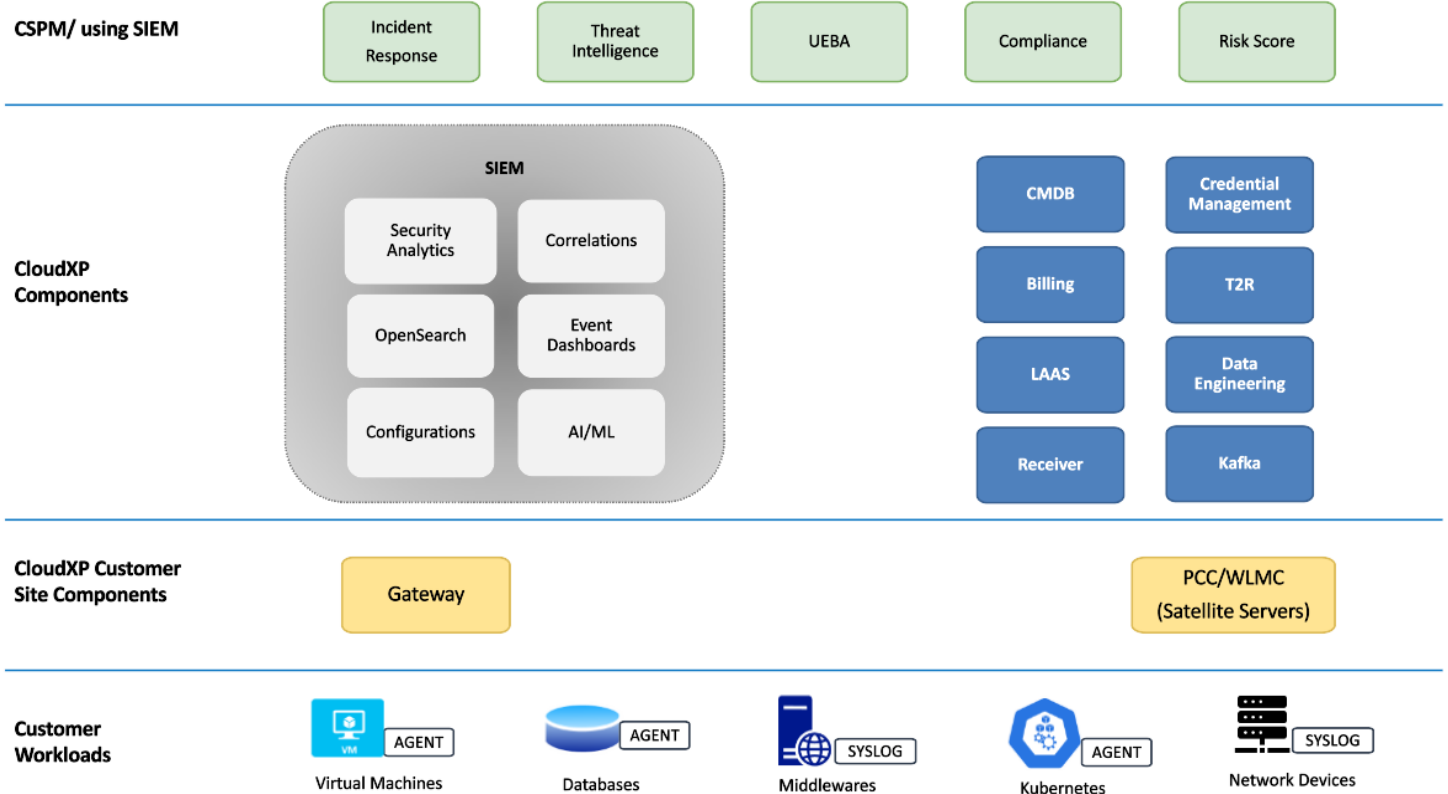 CSPM/ using SIEM
Incident
Response
Threat
Intelligence
UEBA
Compliance
Risk Score
CloudXP
Components
SIEM
Security
Analytics
Correlations
OpenSearch
Event
Dashboards
Configurations
AI/ML
CMDB
Credential
Management
Billing
T2R
LAAS
Data
Engineering
Receiver
Kafka
CloudXP Customer
Site Components
Gateway
PCC/WLMC
(Satellite Servers)
Customer
Workloads
VM
AGENT
Virtual Machines
AGENT
Databases
SYSLOG
Middlewares
AGENT
Kubernetes
SYSLOG
Network Devices